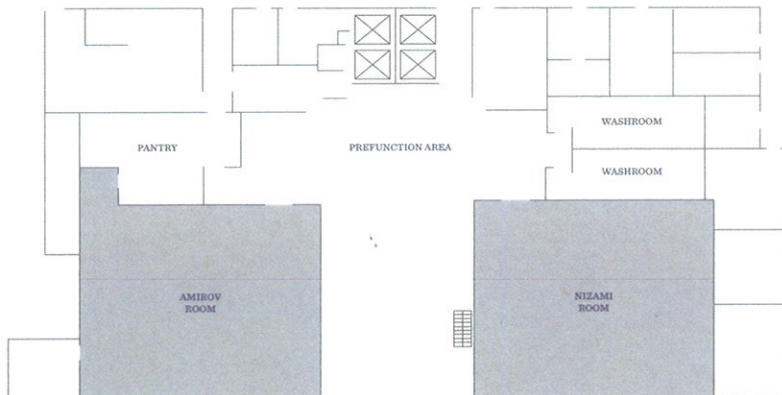 WASHROOM
PANTRY
PREFUNCTION AREA
WASHROOM
AMIROV
ROOM
NIZAMI
ROOM